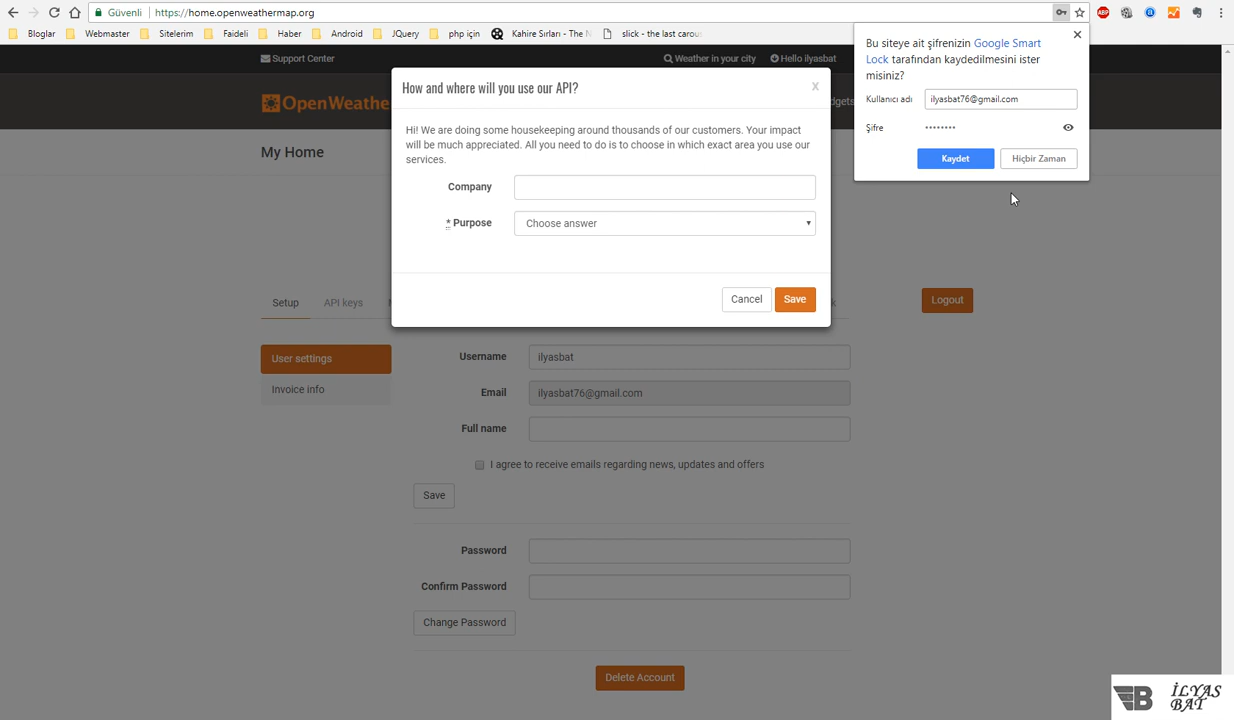 Güvenli https://home.openweathermap.org
Bloglar Webmaster Sitelerim Faideli Haber Android JQuery php için Kahire Sırları - The N slick - the last carou
Support Center Weather in your city Hello ilyasbat
OpenWeathe
My Home
Setup API keys
Logout
User settings
Invoice info
Username ilyasbat
Email ilyasbat76@gmail.com
Full name
I agree to receive emails regarding news, updates and offers
Save
Password
Confirm Password
Change Password
Delete Account
How and where will you use our API?
x
Hi! We are doing some housekeeping around thousands of our customers. Your impact
will be much appreciated. All you need to do is to choose in which exact area you use our
services.
Company
* Purpose Choose answer
Cancel Save
Bu siteye ait şifrenizin Google Smart
Lock tarafından kaydedilmesini ister
misiniz?
Kullanıcı adı ilyasbat76@gmail.com
Şifre ********
Kaydet Hiçbir Zaman
ABP
İLYAS
BAT